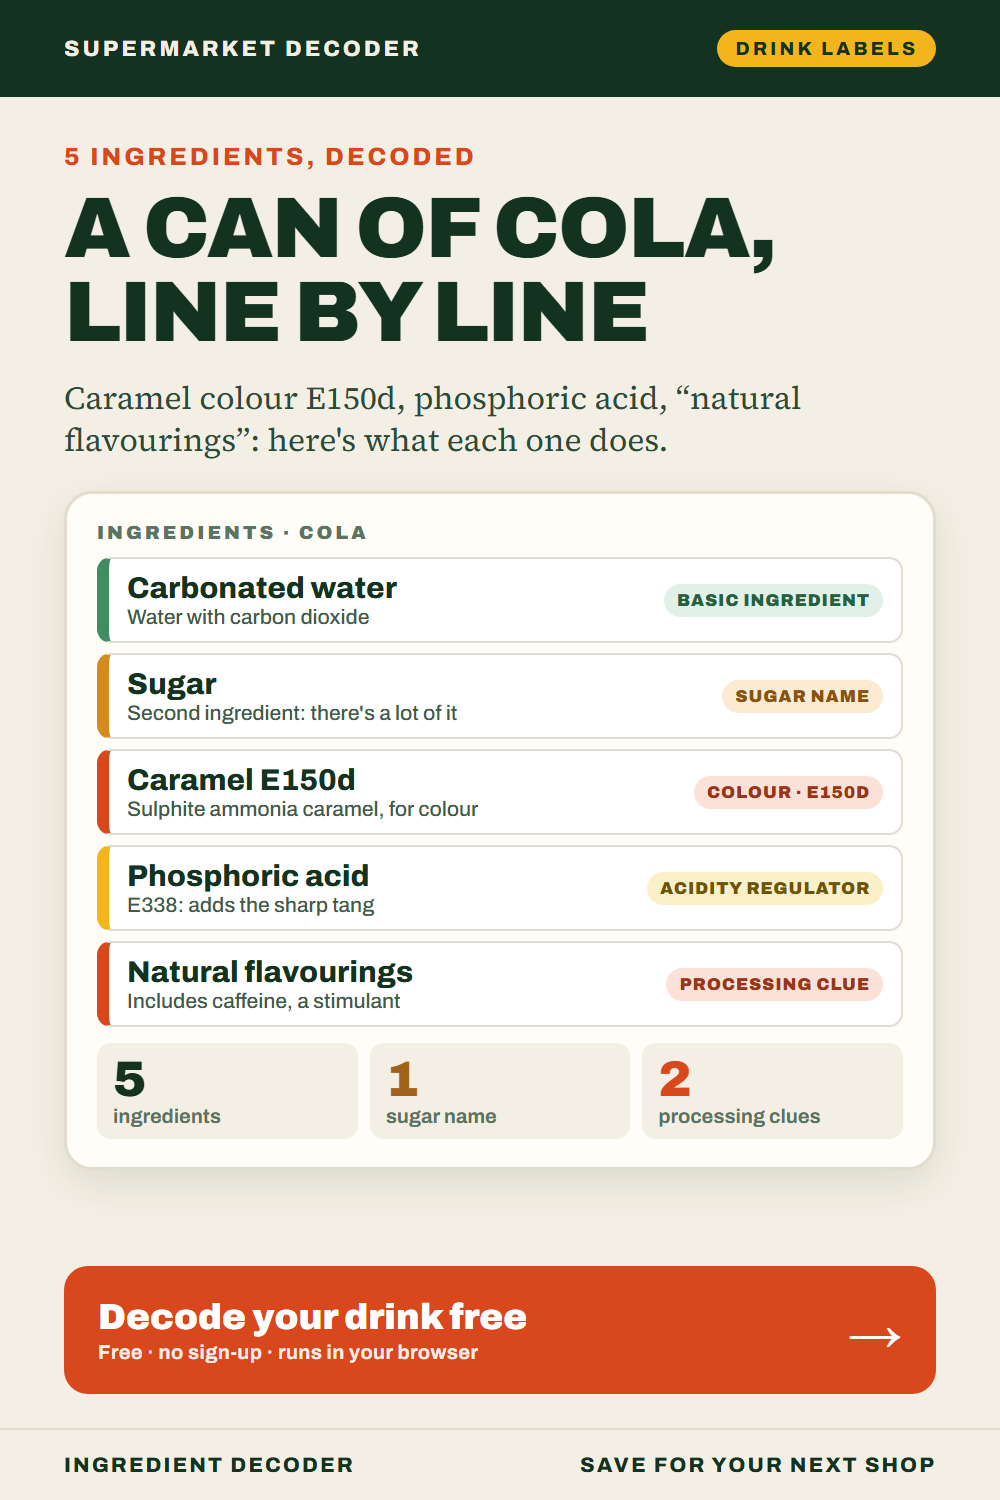 SUPERMARKET DECODER
DRINK LABELS
5 INGREDIENTS, DECODED
A CAN OF COLA,
LINE BY LINE
Caramel colour E150d, phosphoric acid, “natural
flavourings”: here's what each one does.
INGREDIENTS · COLA
Carbonated water
Water with carbon dioxide
BASIC INGREDIENT
Sugar
Second ingredient: there's a lot of it
SUGAR NAME
Caramel E150d
Sulphite ammonia caramel, for colour
COLOUR · E150D
Phosphoric acid
E338: adds the sharp tang
ACIDITY REGULATOR
Natural flavourings
Includes caffeine, a stimulant
PROCESSING CLUE
5
ingredients
1
sugar name
2
processing clues
Decode your drink free
Free · no sign-up · runs in your browser
→
INGREDIENT DECODER
SAVE FOR YOUR NEXT SHOP